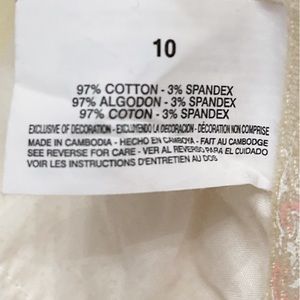 10
97% COTTON - 3% SPANDEX
97% ALGODON - 3% SPANDEX
97% COTON - 3% SPANDEX
EXCLUSIVE OF DECORATION - EXCLUYENDO LA DECORACION - DÉCORATION NON COMPRISE
MADE IN CAMBODIA - HECHO EN CAMBOYA - FAIT AU CAMBODGE
SEE REVERSE FOR CARE - VER AL REVERSO PARA EL CUIDADO
VOIR LES INSTRUCTIONS D'ENTRETIEN AU DOS